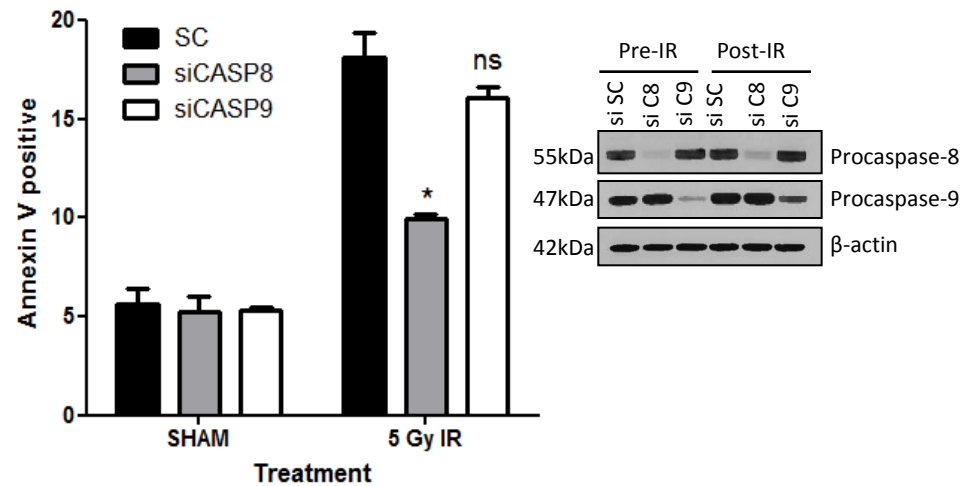 20
15
10
5
0
Annexin V positive
SC
siCASP8
siCASP9
*
ns
SHAM
5 Gy IR
Treatment
Pre-IR Post-IR
si SC si C8 si C9 si SC si C8 si C9
55kDa Procaspase-8
47kDa Procaspase-9
42kDa β-actin